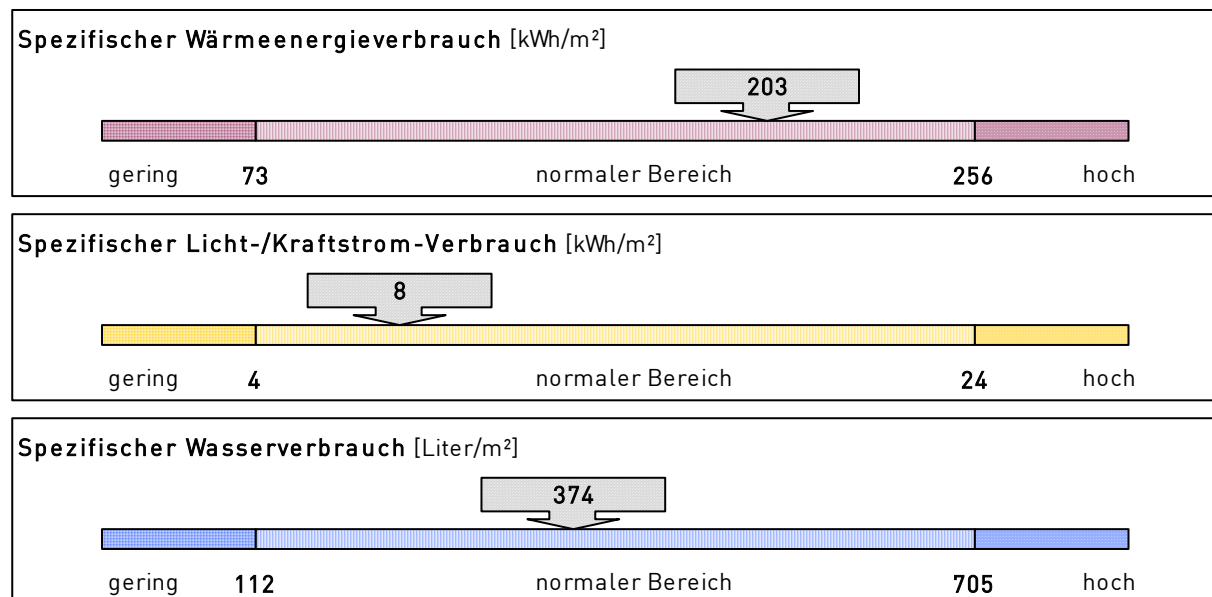 Spezifischer Wärmeenergieverbrauch [kWh/m²]
203
gering 73 normaler Bereich 256 hoch
Spezifischer Licht-/Kraftstrom-Verbrauch [kWh/m²]
8
gering 4 normaler Bereich 24 hoch
Spezifischer Wasserverbrauch [Liter/m²]
374
gering 112 normaler Bereich 705 hoch